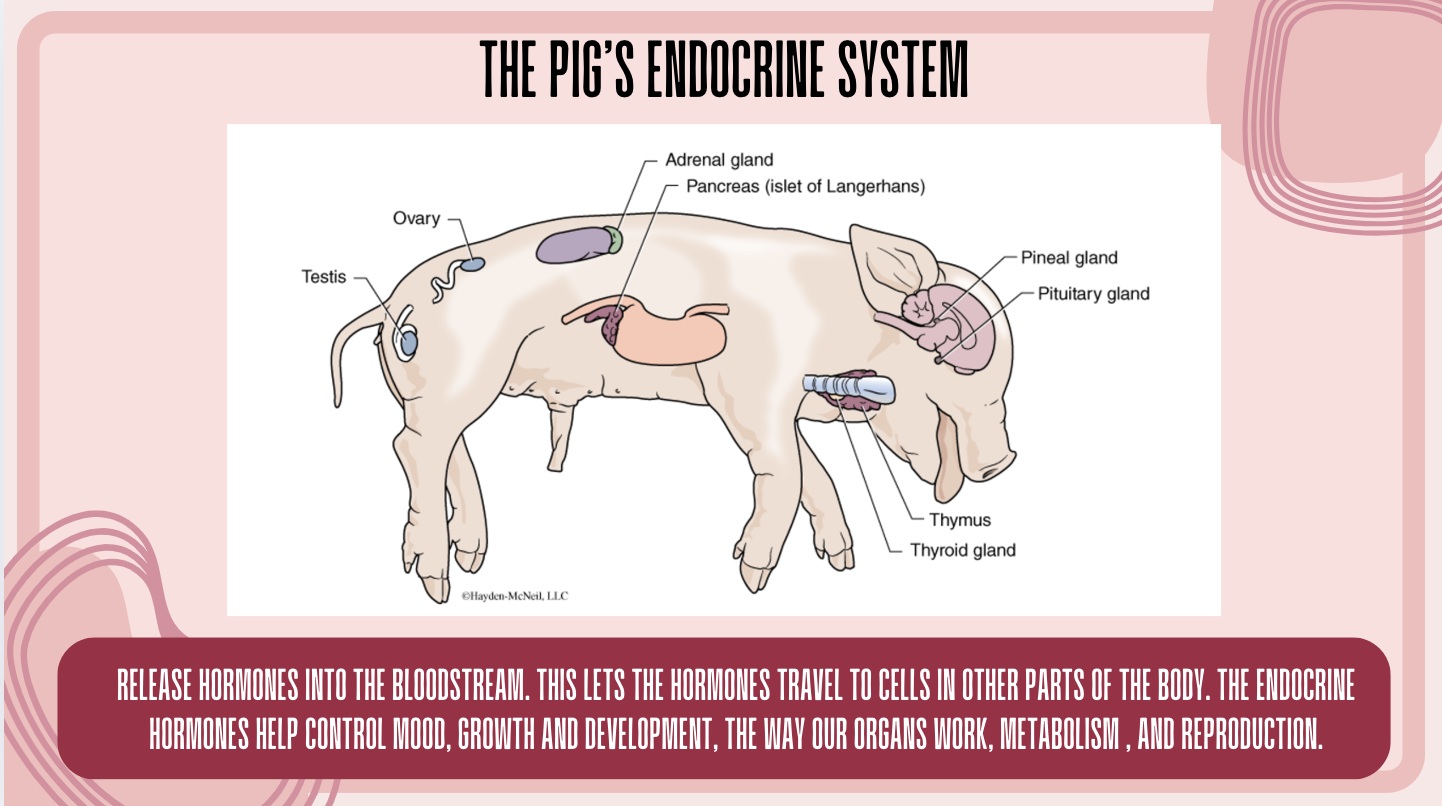 THE PIG'S ENDOCRINE SYSTEM
Adrenal gland
Pancreas (islet of Langerhans)
Ovary
Testis
Pineal gland
Pituitary gland
Thymus
Thyroid gland
©Hayden-McNeil, LLC
RELEASE HORMONES INTO THE BLOODSTREAM. THIS LETS THE HORMONES TRAVEL TO CELLS IN OTHER PARTS OF THE BODY. THE ENDOCRINE
HORMONES HELP CONTROL MOOD, GROWTH AND DEVELOPMENT, THE WAY OUR ORGANS WORK, METABOLISM , AND REPRODUCTION.